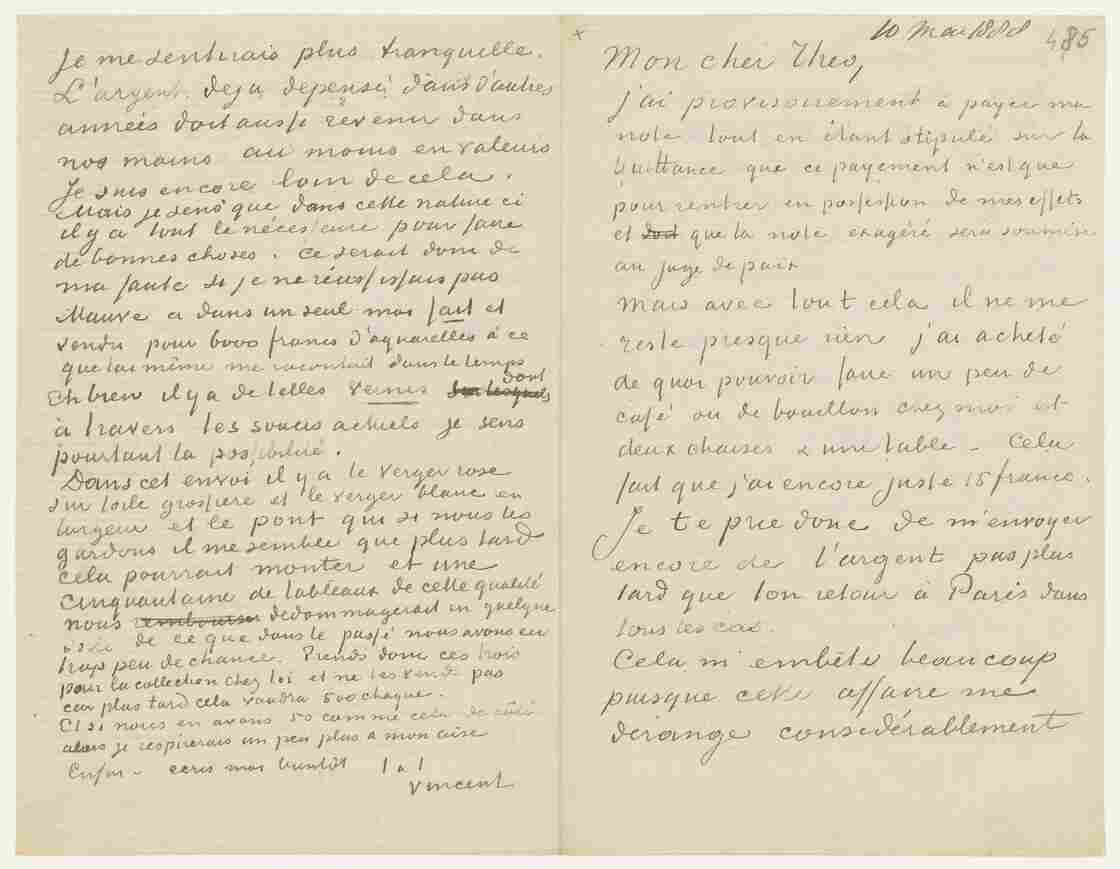 10 Mai 1888
485
Mon cher Theo,
j'ai provisoirement à payer ma
note tout en étant stipulé sur la
quittance que ce payement n'est que
pour rentrer en possession de mes effets
et doit que la note exagéré sera soumise
au juge de paix
Mais avec tout cela il ne me
reste presque rien j'ai acheté
de quoi pouvoir faire un peu de
café ou de bouillon chez moi et
deux chaises & une table – Cela
fait que j'ai encore juste 15 francs.
Je te prie donc de m'envoyer
encore de l'argent pas plus
tard que ton retour à Paris dans
tous les cas.
Cela m'embête beaucoup
puisque cette affaire me
derange considérablement
Je me sentirais plus tranquille.
L'argent deja depensé dans d'autres
années doit aussi revenir dans
nos mains au moins en valeurs
Je suis encore loin de cela.
Mais je sens que dans cette nature ci
il y a tout le nécessaire pour faire
de bonnes choses. Ce serait donc de
ma faute si je ne réussissais pas
Mauve a dans un seul mois fait et
vendu pour 6000 francs d'aquarelles à ce
que lui même me racontait dans le temps
Eh bien il y a de telles veines sur lesquels dont
à travers les soucis actuels je sens
pourtant la possibilité.
Dans cet envoi il y a le verger rose
sur toile grossiere et le verger blanc en
largeur et le pont qui si nous les
gardons il me semble que plus tard
cela pourrait monter et une
cinquantaine de tableaux de cette qualité
nous rembourser dedommagerait en quelque
sorte de ce que dans le passé nous avons eu
trop peu de chance. Prends donc ces trois
pour la collection chez toi et ne les vends pas
car plus tard cela vaudra 500 chaque.
Et si nous en avons 50 comme cela de côté
alors je respirerais un peu plus à mon aise
Enfin – ecris moi bientôt t. à t.
Vincent